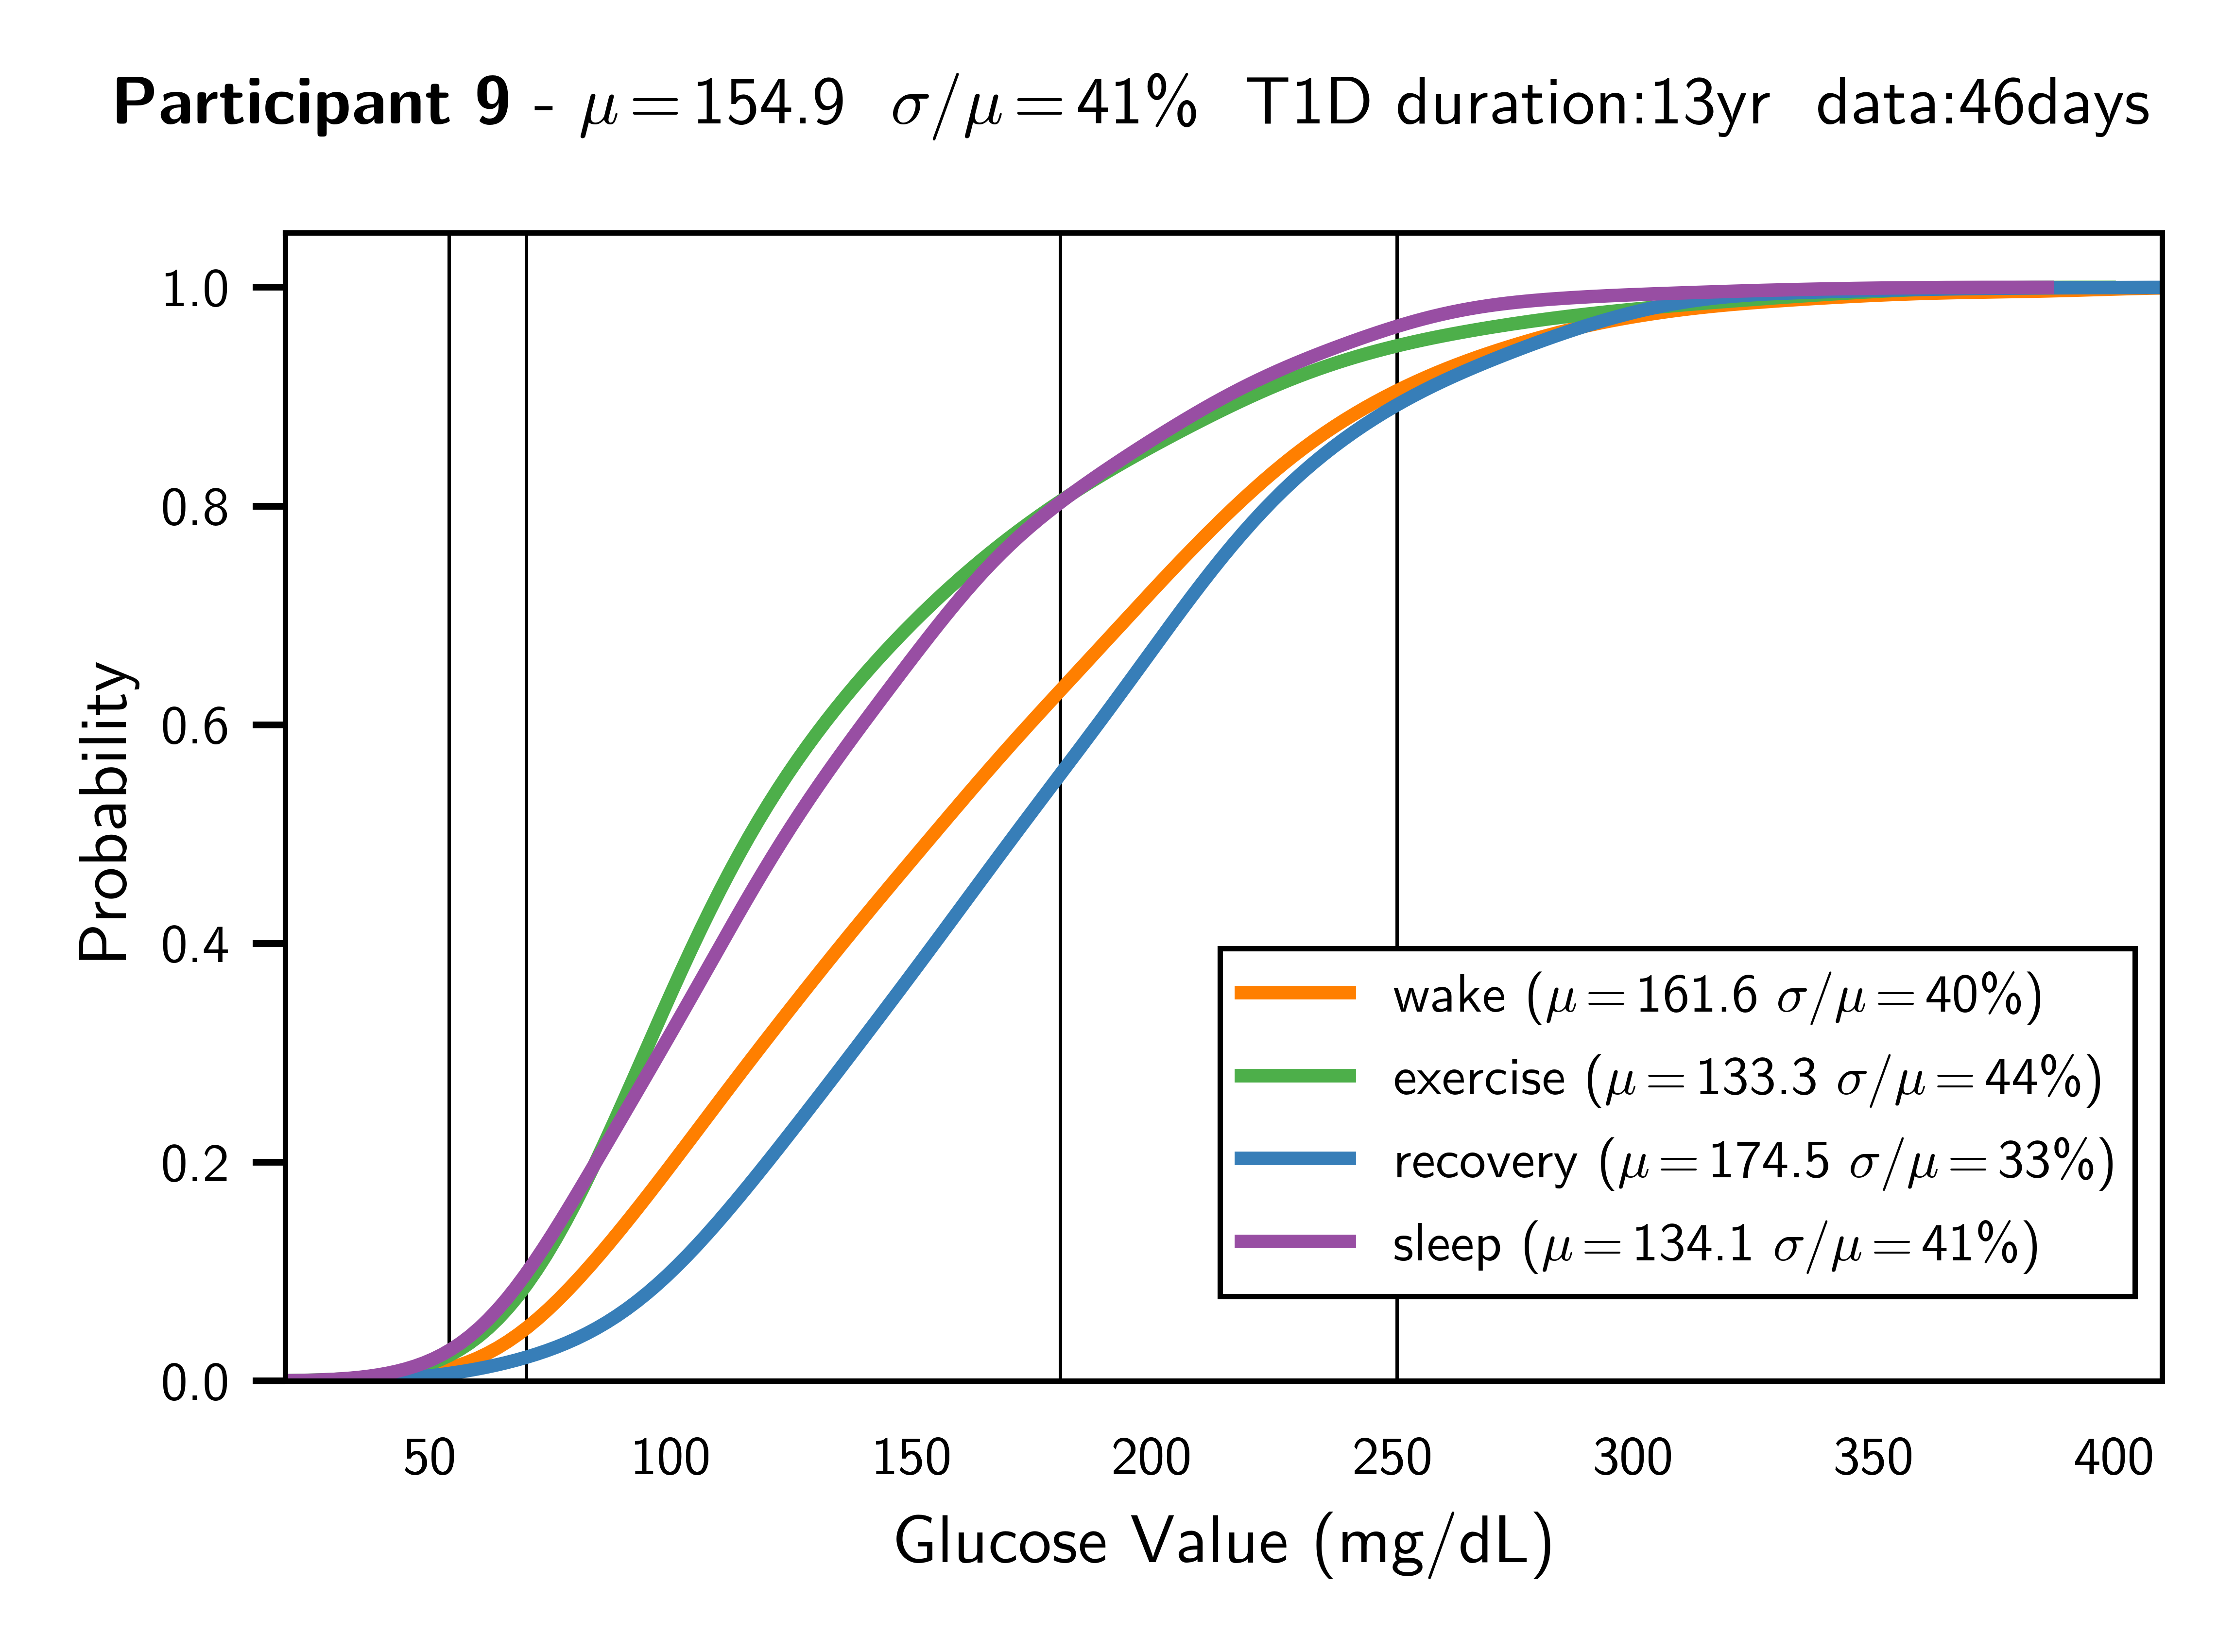 Participant 9 - μ = 154.9 σ/μ = 41% T1D duration:13yr data:46days
Probability
1.0
0.8
0.6
0.4
0.2
0.0
wake (μ = 161.6 σ/μ = 40%)
exercise (μ = 133.3 σ/μ = 44%)
recovery (μ = 174.5 σ/μ = 33%)
sleep (μ = 134.1 σ/μ = 41%)
50 100 150 200 250 300 350 400
Glucose Value (mg/dL)